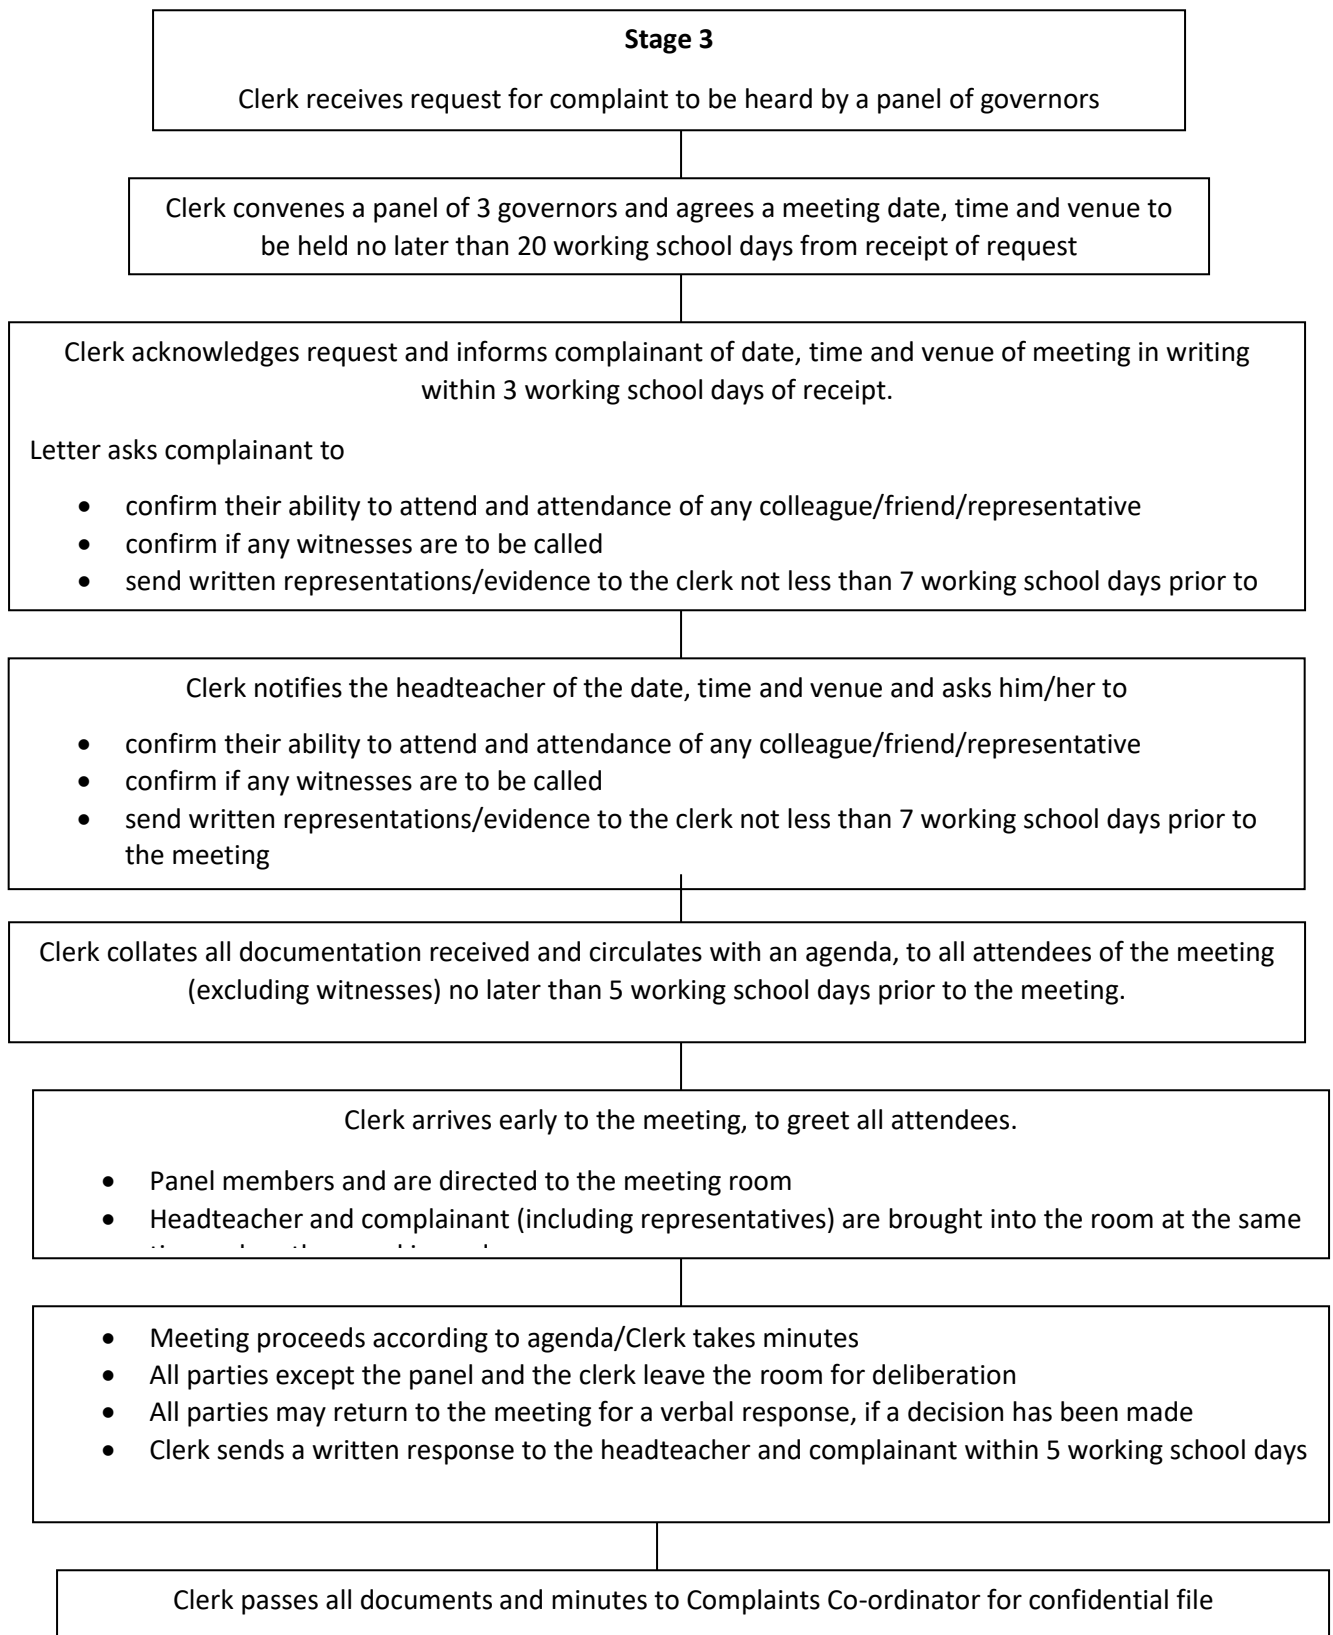 Stage 3
Clerk receives request for complaint to be heard by a panel of governors
Clerk convenes a panel of 3 governors and agrees a meeting date, time and venue to
be held no later than 20 working school days from receipt of request
Clerk acknowledges request and informs complainant of date, time and venue of meeting in writing
within 3 working school days of receipt.
Letter asks complainant to
• confirm their ability to attend and attendance of any colleague/friend/representative
• confirm if any witnesses are to be called
• send written representations/evidence to the clerk not less than 7 working school days prior to
Clerk notifies the headteacher of the date, time and venue and asks him/her to
• confirm their ability to attend and attendance of any colleague/friend/representative
• confirm if any witnesses are to be called
• send written representations/evidence to the clerk not less than 7 working school days prior to
the meeting
Clerk collates all documentation received and circulates with an agenda, to all attendees of the meeting
(excluding witnesses) no later than 5 working school days prior to the meeting.
Clerk arrives early to the meeting, to greet all attendees.
• Panel members and are directed to the meeting room
• Headteacher and complainant (including representatives) are brought into the room at the same
• Meeting proceeds according to agenda/Clerk takes minutes
• All parties except the panel and the clerk leave the room for deliberation
• All parties may return to the meeting for a verbal response, if a decision has been made
• Clerk sends a written response to the headteacher and complainant within 5 working school days
Clerk passes all documents and minutes to Complaints Co-ordinator for confidential file